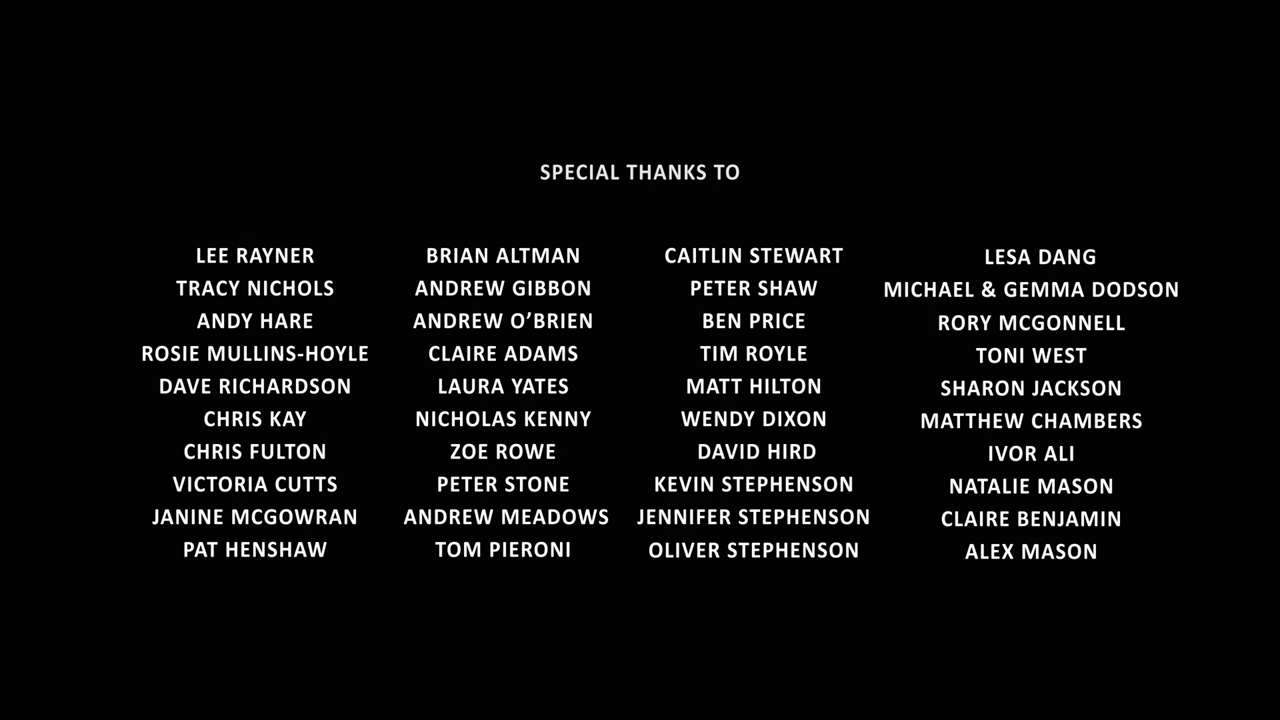 SPECIAL THANKS TO
LEE RAYNER
TRACY NICHOLS
ANDY HARE
ROSIE MULLINS-HOYLE
DAVE RICHARDSON
CHRIS KAY
CHRIS FULTON
VICTORIA CUTTS
JANINE MCGOWRAN
PAT HENSHAW
BRIAN ALTMAN
ANDREW GIBBON
ANDREW O’BRIEN
CLAIRE ADAMS
LAURA YATES
NICHOLAS KENNY
ZOE ROWE
PETER STONE
ANDREW MEADOWS
TOM PIERONI
CAITLIN STEWART
PETER SHAW
BEN PRICE
TIM ROYLE
MATT HILTON
WENDY DIXON
DAVID HIRD
KEVIN STEPHENSON
JENNIFER STEPHENSON
OLIVER STEPHENSON
LESA DANG
MICHAEL & GEMMA DODSON
RORY MCGONNELL
TONI WEST
SHARON JACKSON
MATTHEW CHAMBERS
IVOR ALI
NATALIE MASON
CLAIRE BENJAMIN
ALEX MASON